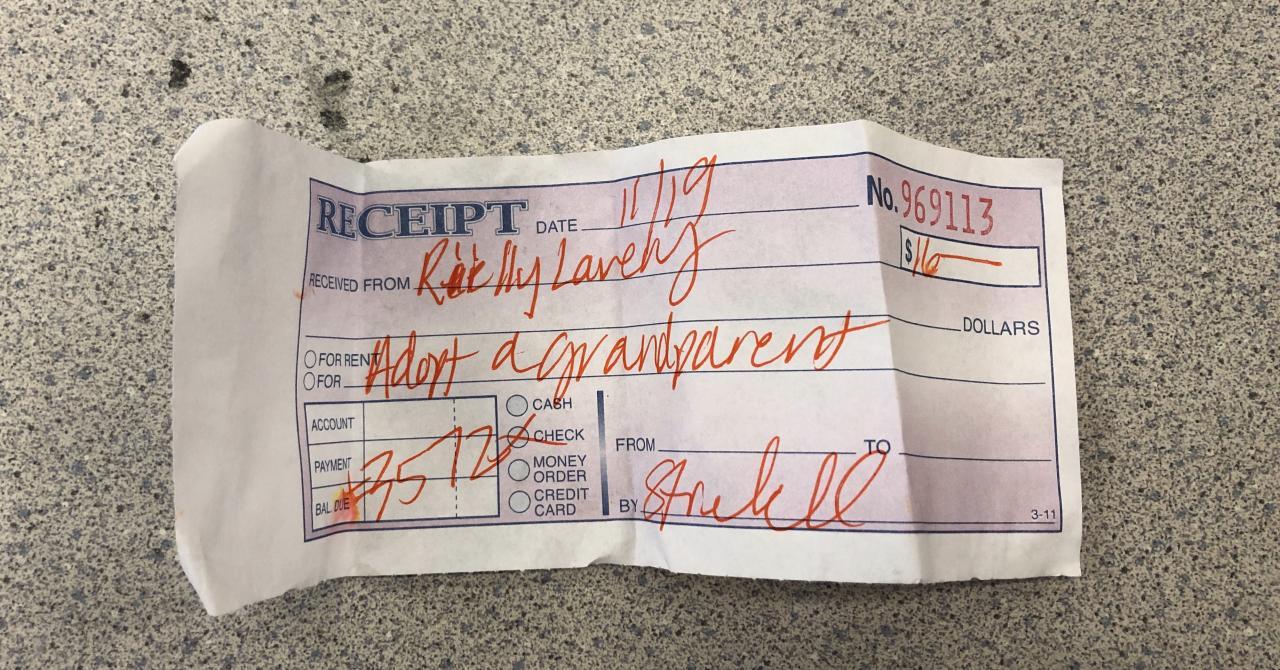 RECEIPT DATE 11/19 No. 969113
RECEIVED FROM Lavery $16
DOLLARS
FOR RENT
FOR Adopt a grandparent
ACCOUNT
PAYMENT
BAL. DUE
CASH
CHECK
MONEY ORDER
CREDIT CARD
FROM TO
BY
3-11